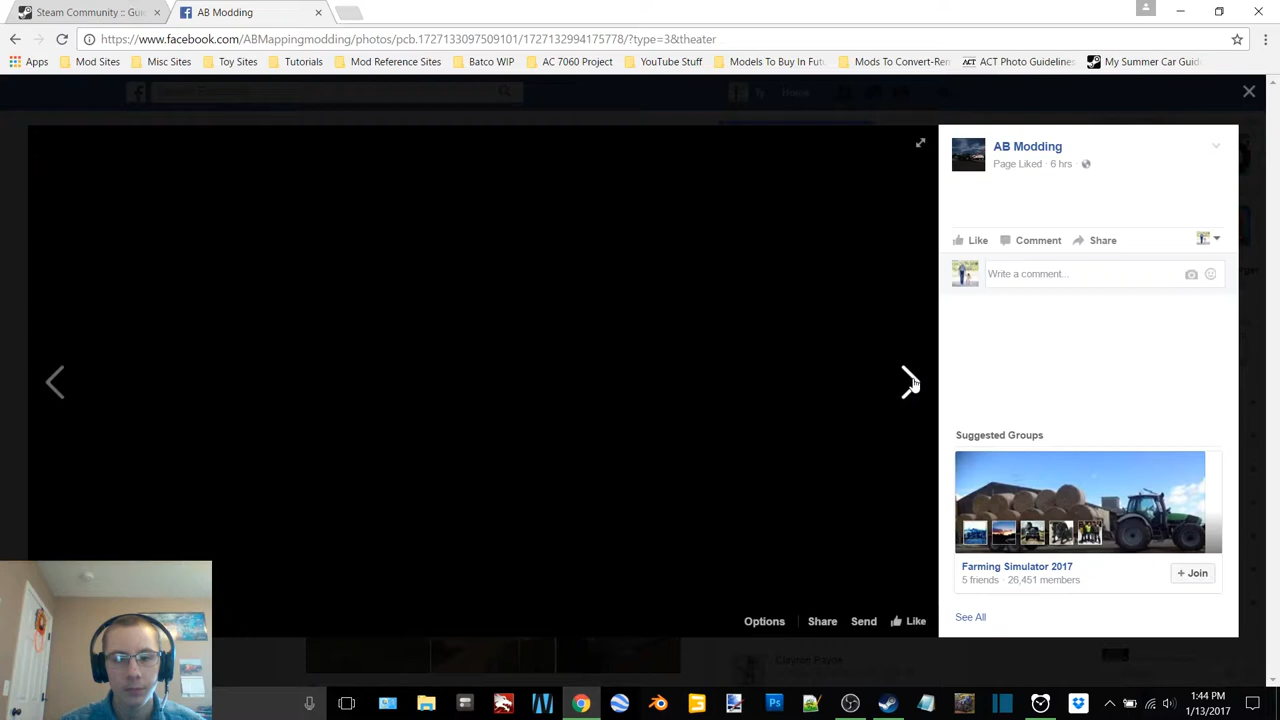 Steam Community :: Gui
AB Modding
https://www.facebook.com/ABMappingmodding/photos/pcb.1727133097509101/1727132994175778/?type=3&theater
Apps Mod Sites Misc Sites Toy Sites Tutorials Mod Reference Sites Batco WIP AC 7060 Project YouTube Stuff Models To Buy In Futu Mods To Convert-Ren ACT Photo Guidelines My Summer Car Guid
Ty Home
AB Modding
Page Liked · 6 hrs ·
Like Comment Share
Write a comment...
Suggested Groups
Farming Simulator 2017
5 friends · 26,451 members
+ Join
See All
Options Share Send Like
Clayton Payne
1:44 PM
1/13/2017